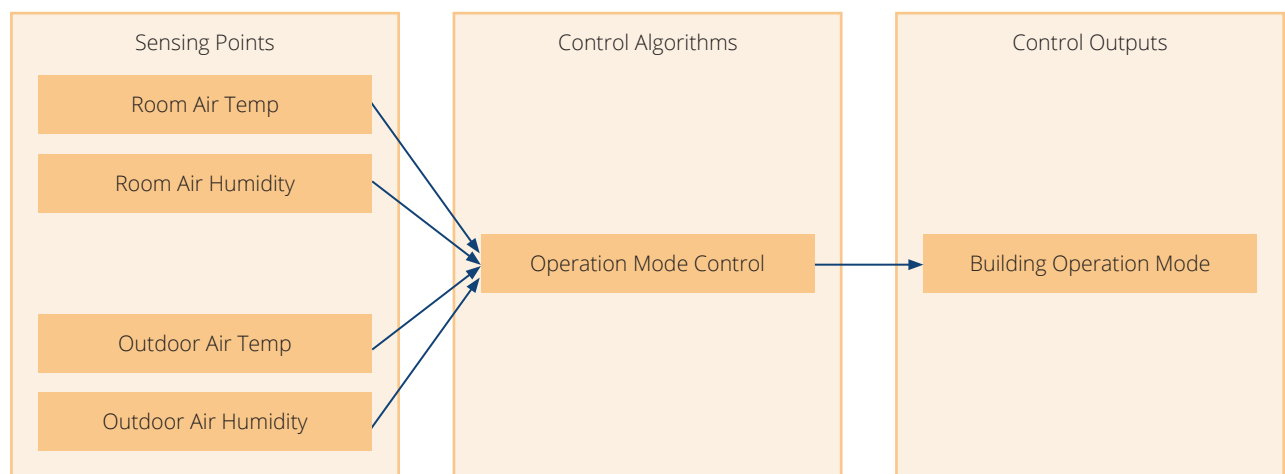 Sensing Points
Room Air Temp
Room Air Humidity
Outdoor Air Temp
Outdoor Air Humidity
Control Algorithms
Operation Mode Control
Control Outputs
Building Operation Mode